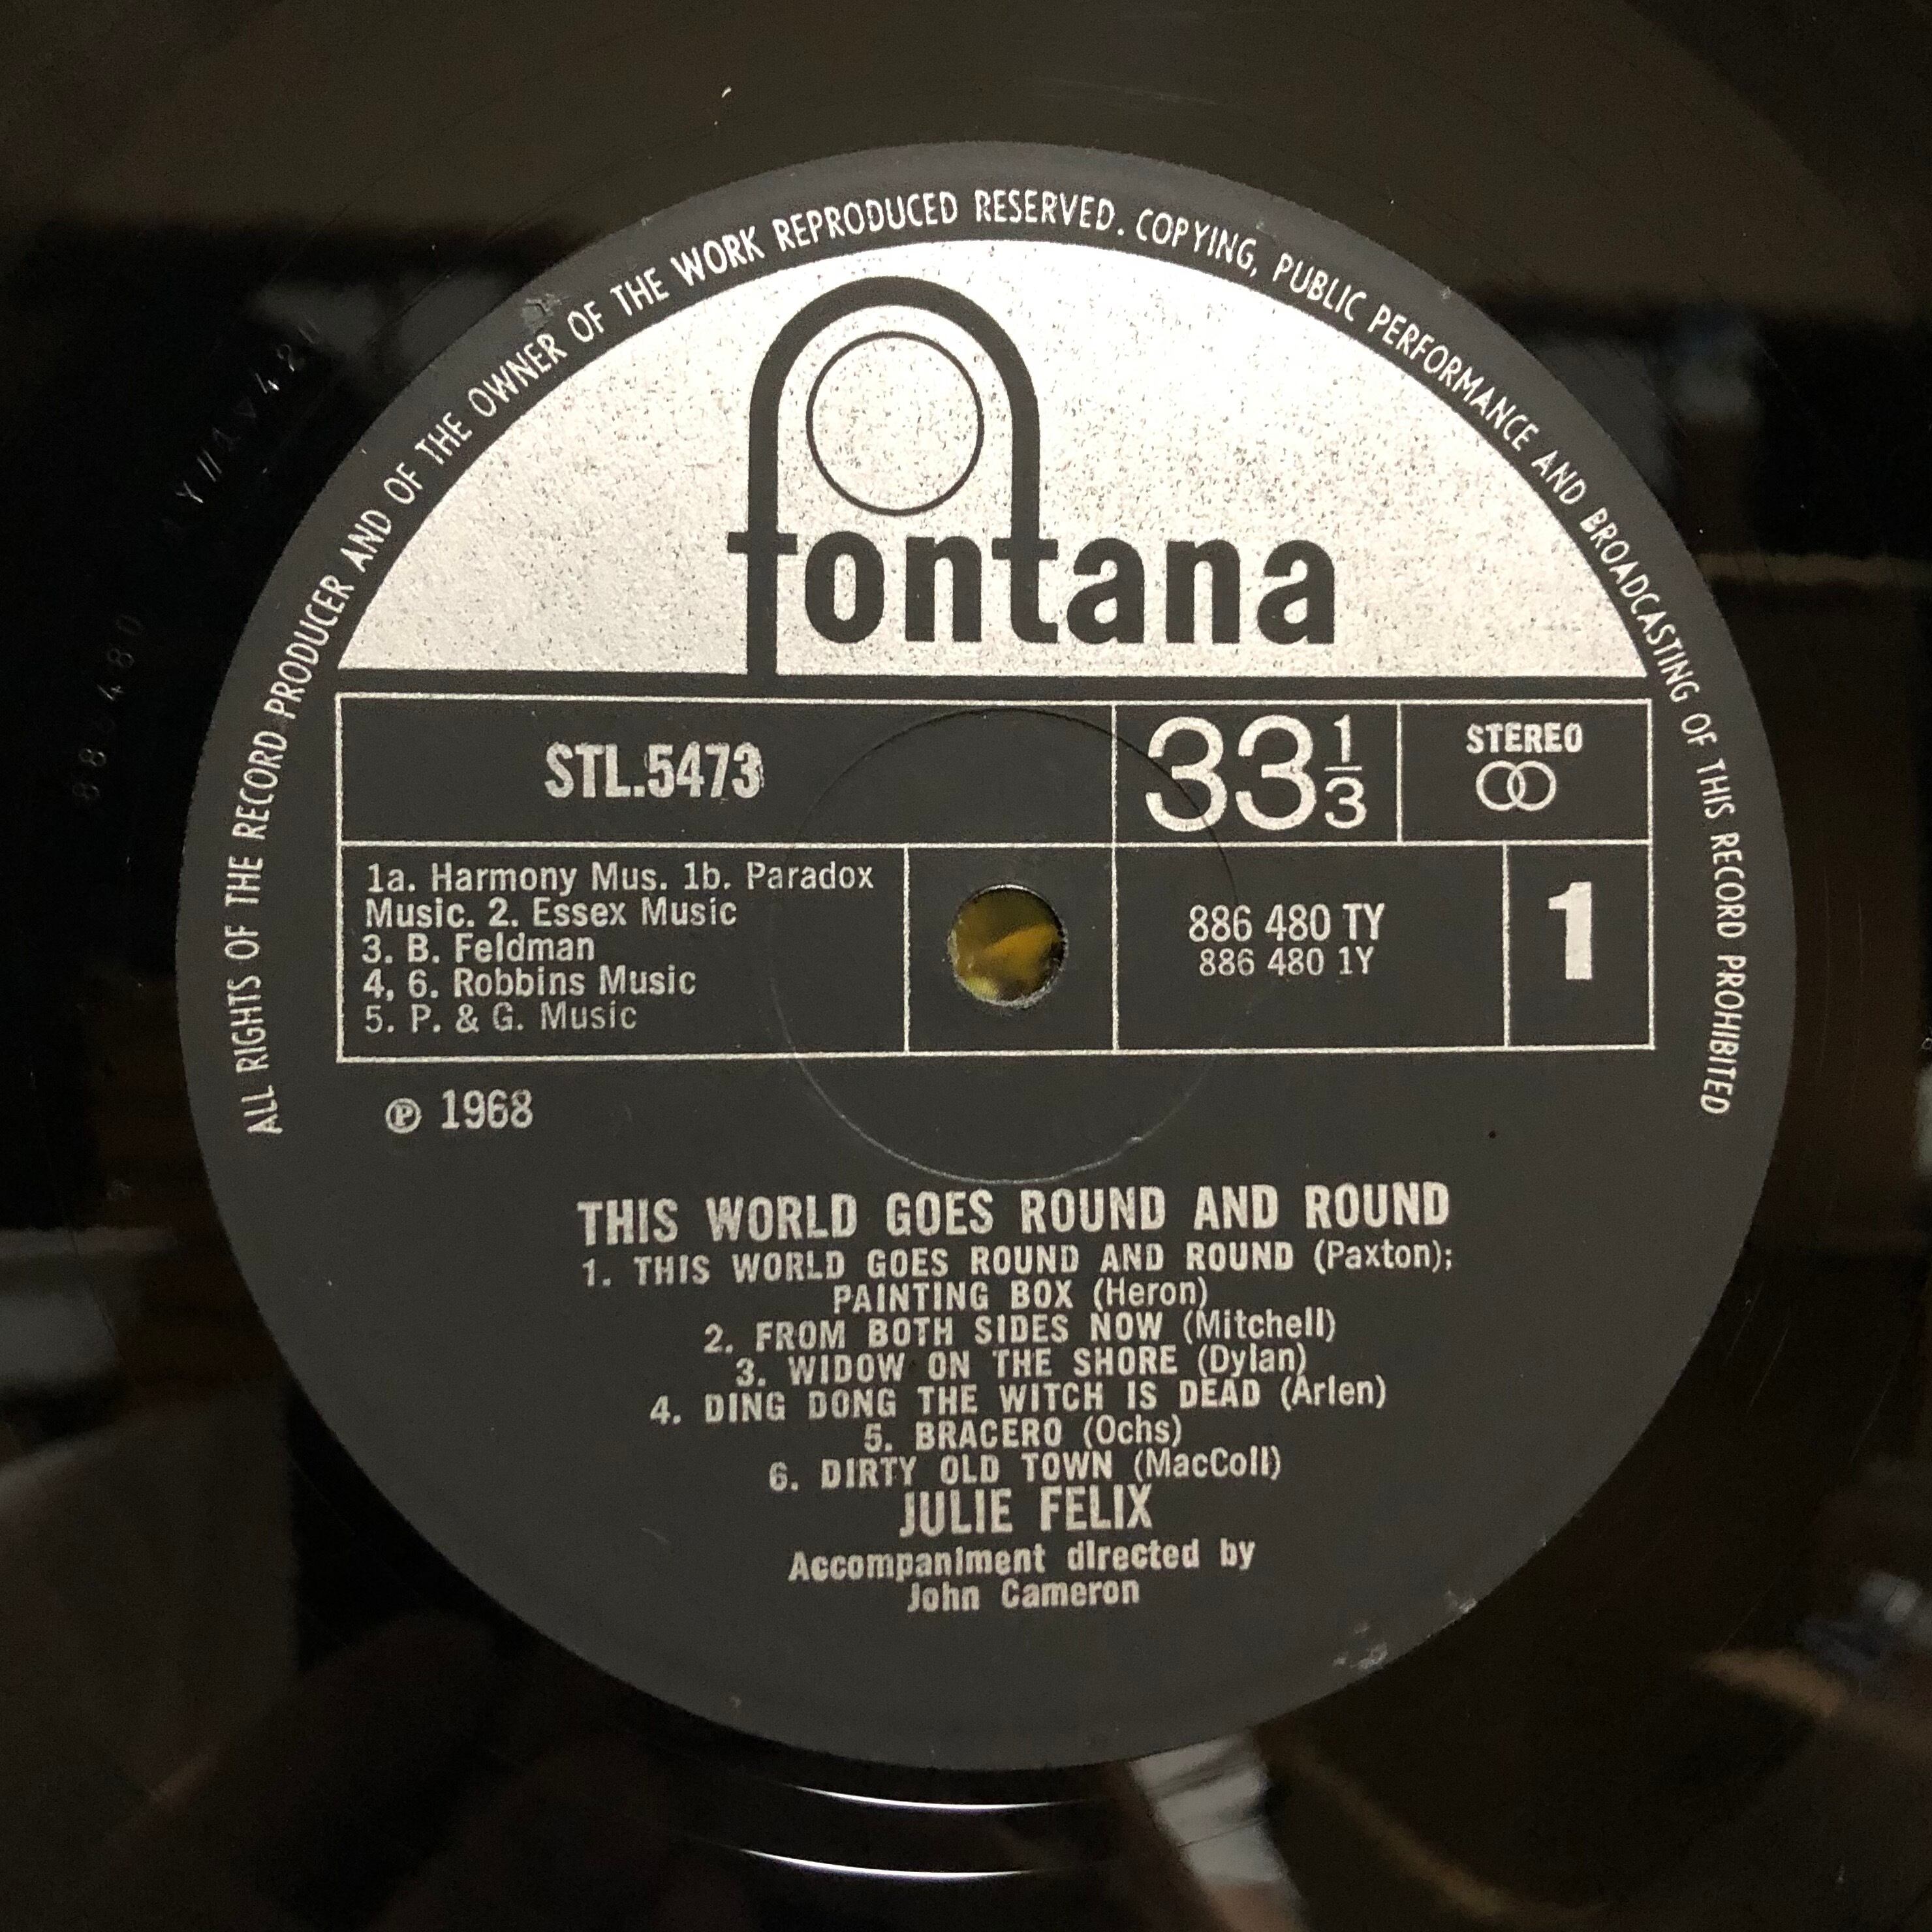 ALL RIGHTS OF THE RECORD PRODUCER AND OF THE OWNER OF THE WORK REPRODUCED RESERVED. COPYING, PUBLIC PERFORMANCE AND BROADCASTING OF THIS RECORD PROHIBITED
fontana
STL.5473
33 1/3
STEREO
1a. Harmony Mus. 1b. Paradox
Music. 2. Essex Music
3. B. Feldman
4, 6. Robbins Music
5. P. & G. Music
886 480 TY
886 480 1Y
1
℗ 1968
THIS WORLD GOES ROUND AND ROUND
1. THIS WORLD GOES ROUND AND ROUND (Paxton);
PAINTING BOX (Heron)
2. FROM BOTH SIDES NOW (Mitchell)
3. WIDOW ON THE SHORE (Dylan)
4. DING DONG THE WITCH IS DEAD (Arlen)
5. BRACERO (Ochs)
6. DIRTY OLD TOWN (MacColl)
JULIE FELIX
Accompaniment directed by
John Cameron